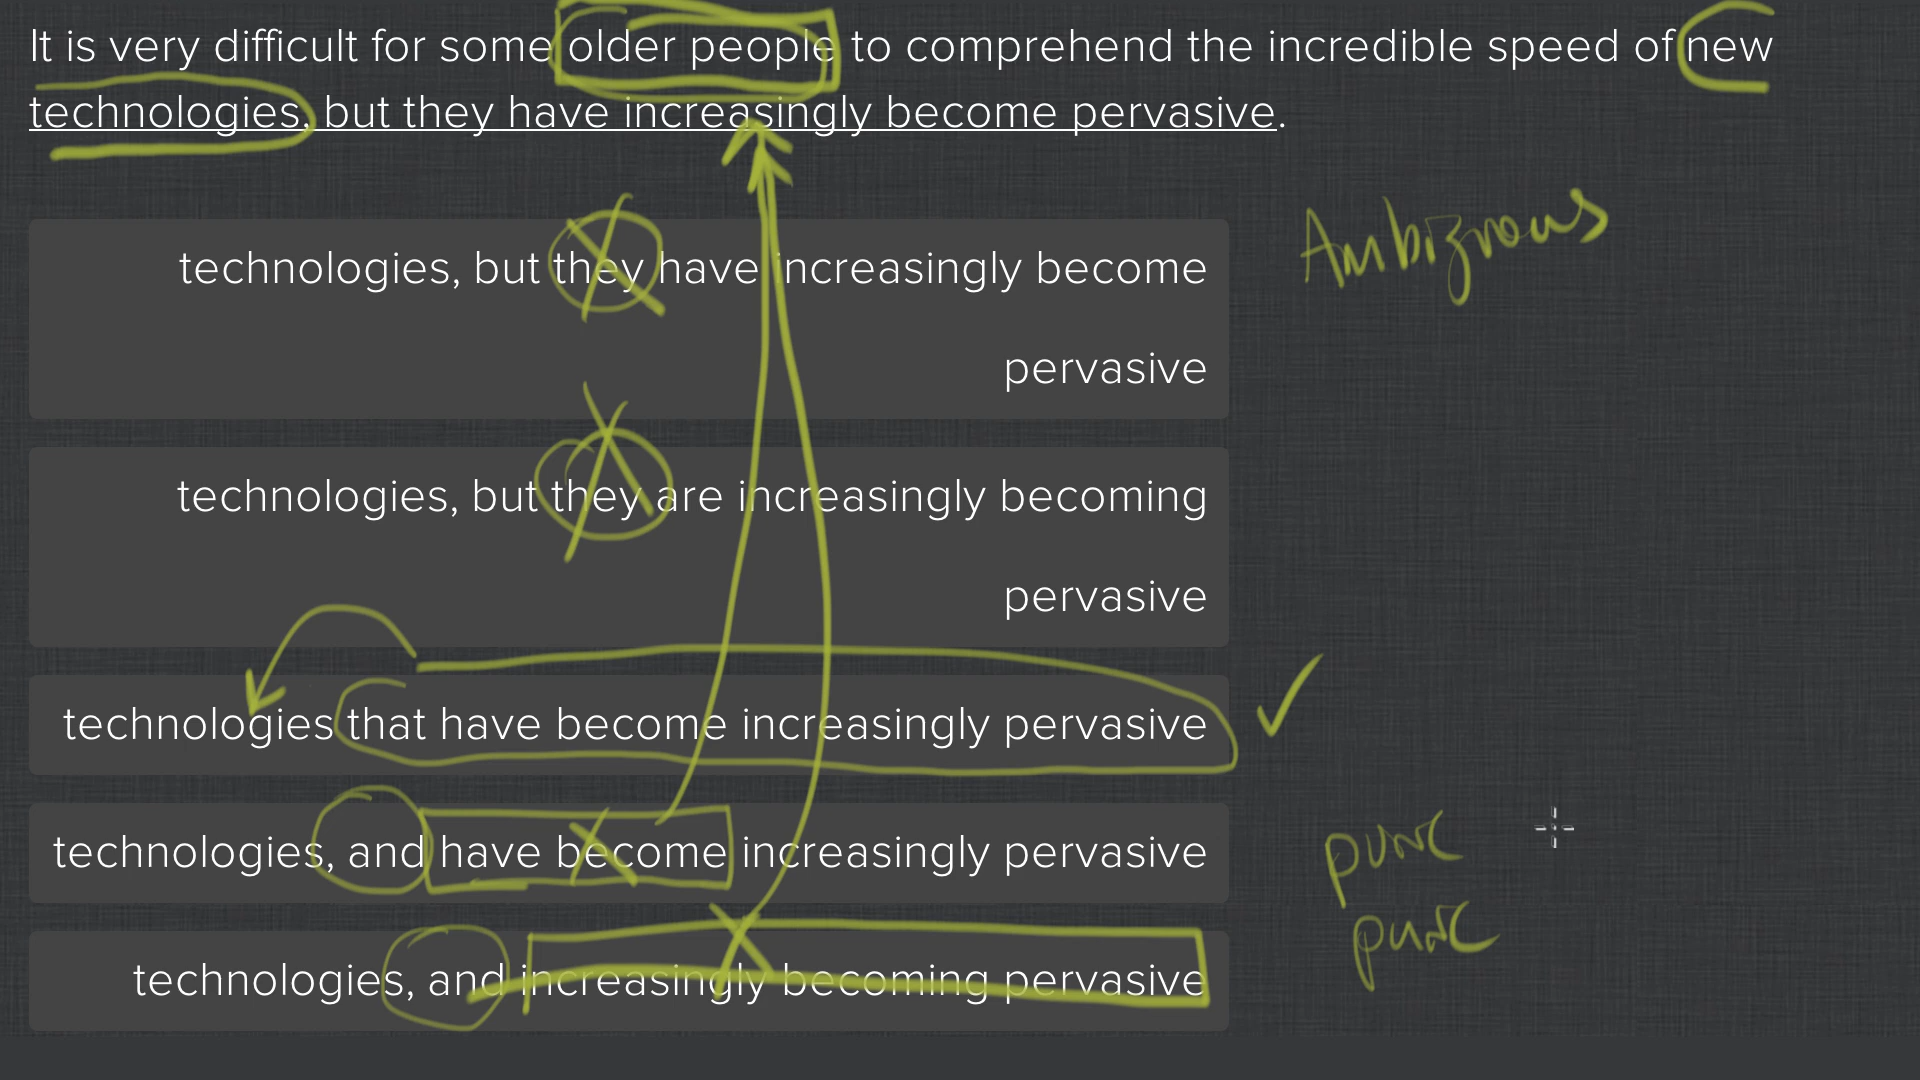 It is very difficult for some older people to comprehend the incredible speed of new
technologies, but they have increasingly become pervasive.
Ambiguous
technologies, but they have increasingly become
pervasive
technologies, but they are increasingly becoming
pervasive
technologies that have become increasingly pervasive
technologies, and have become increasingly pervasive
punc
technologies, and increasingly becoming pervasive
punc